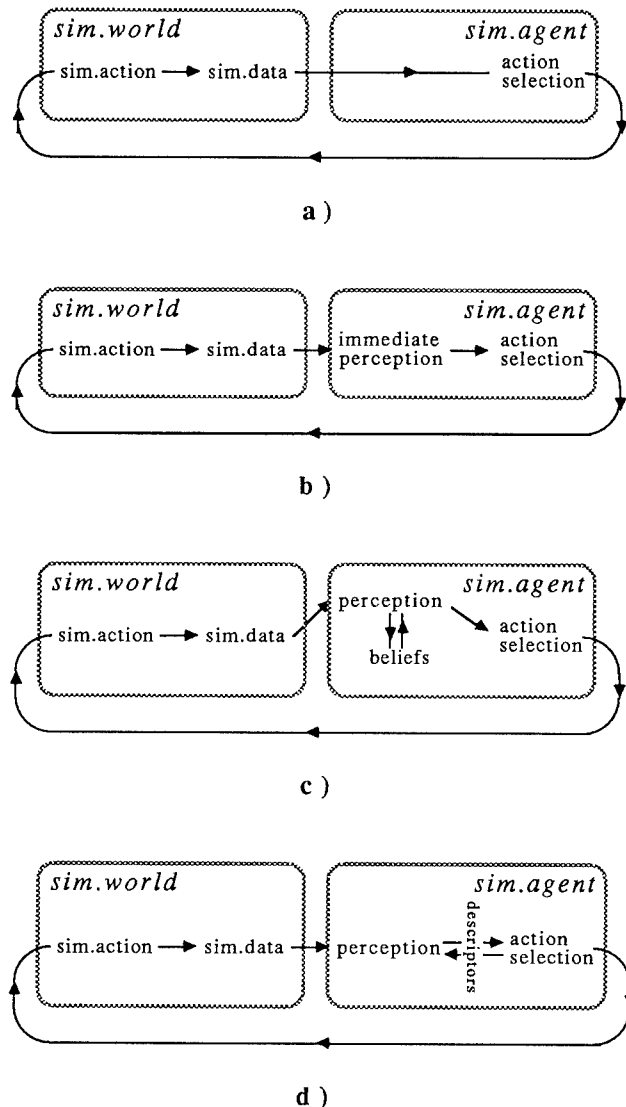 sim.world
sim.agent
sim.action
sim.data
action
selection
a )
sim.world
sim.agent
sim.action
sim.data
immediate
perception
action
selection
b )
sim.world
sim.agent
sim.action
sim.data
perception
beliefs
action
selection
c )
sim.world
sim.agent
sim.action
sim.data
perception
descriptors
action
selection
d )